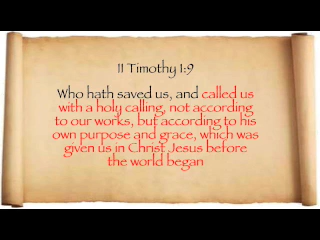 II Timothy 1:9
Who hath saved us, and called us
with a holy calling, not according
to our works, but according to his
own purpose and grace, which was
given us in Christ Jesus before
the world began